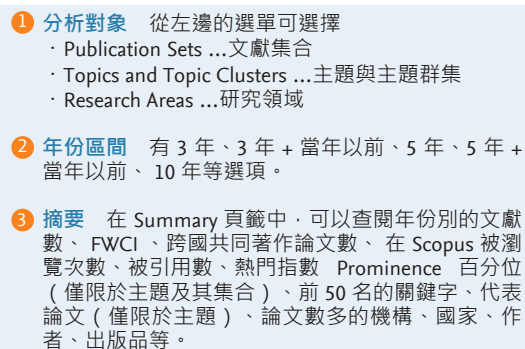 1 分析對象 從左邊的選單可選擇
· Publication Sets …文獻集合
· Topics and Topic Clusters …主題與主題群集
· Research Areas …研究領域
2 年份區間 有 3 年、3 年 + 當年以前、5 年、5 年 +
當年以前、 10 年等選項。
3 摘要 在 Summary 頁籤中，可以查閱年份別的文獻
數、 FWCI 、跨國共同著作論文數、 在 Scopus 被瀏
覽次數、被引用數、熱門指數 Prominence 百分位
（僅限於主題及其集合）、前 50 名的關鍵字、代表
論文（僅限於主題）、論文數多的機構、國家、作
者、出版品等。